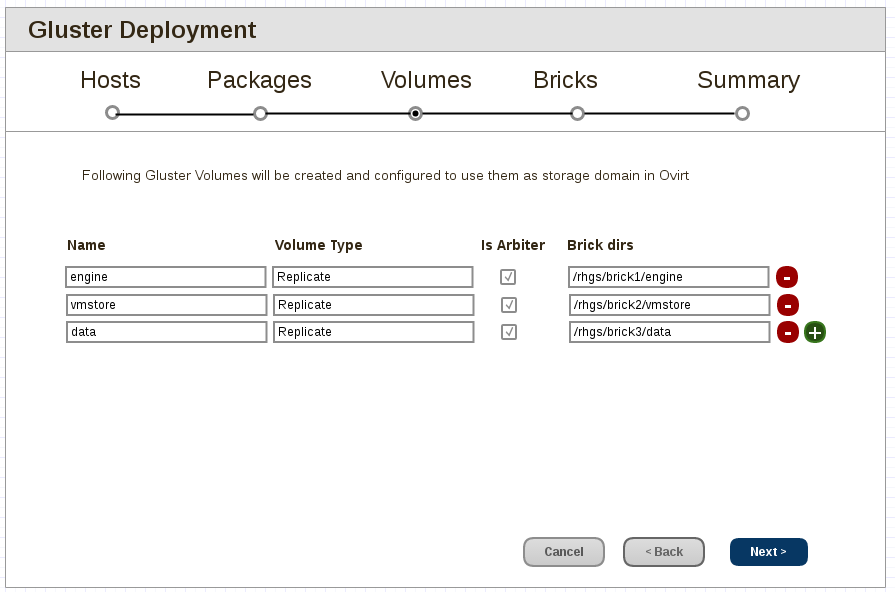 Gluster Deployment
Hosts Packages Volumes Bricks Summary
Following Gluster Volumes will be created and configured to use them as storage domain in Ovirt
Name Volume Type Is Arbiter Brick dirs
engine Replicate /rhgs/brick1/engine -
vmstore Replicate /rhgs/brick2/vmstore -
data Replicate /rhgs/brick3/data - +
Cancel < Back Next >